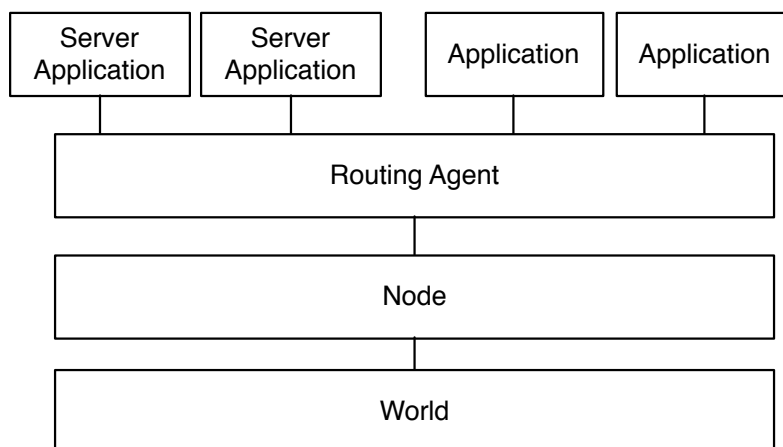 Server
Application
Server
Application
Application
Application
Routing Agent
Node
World